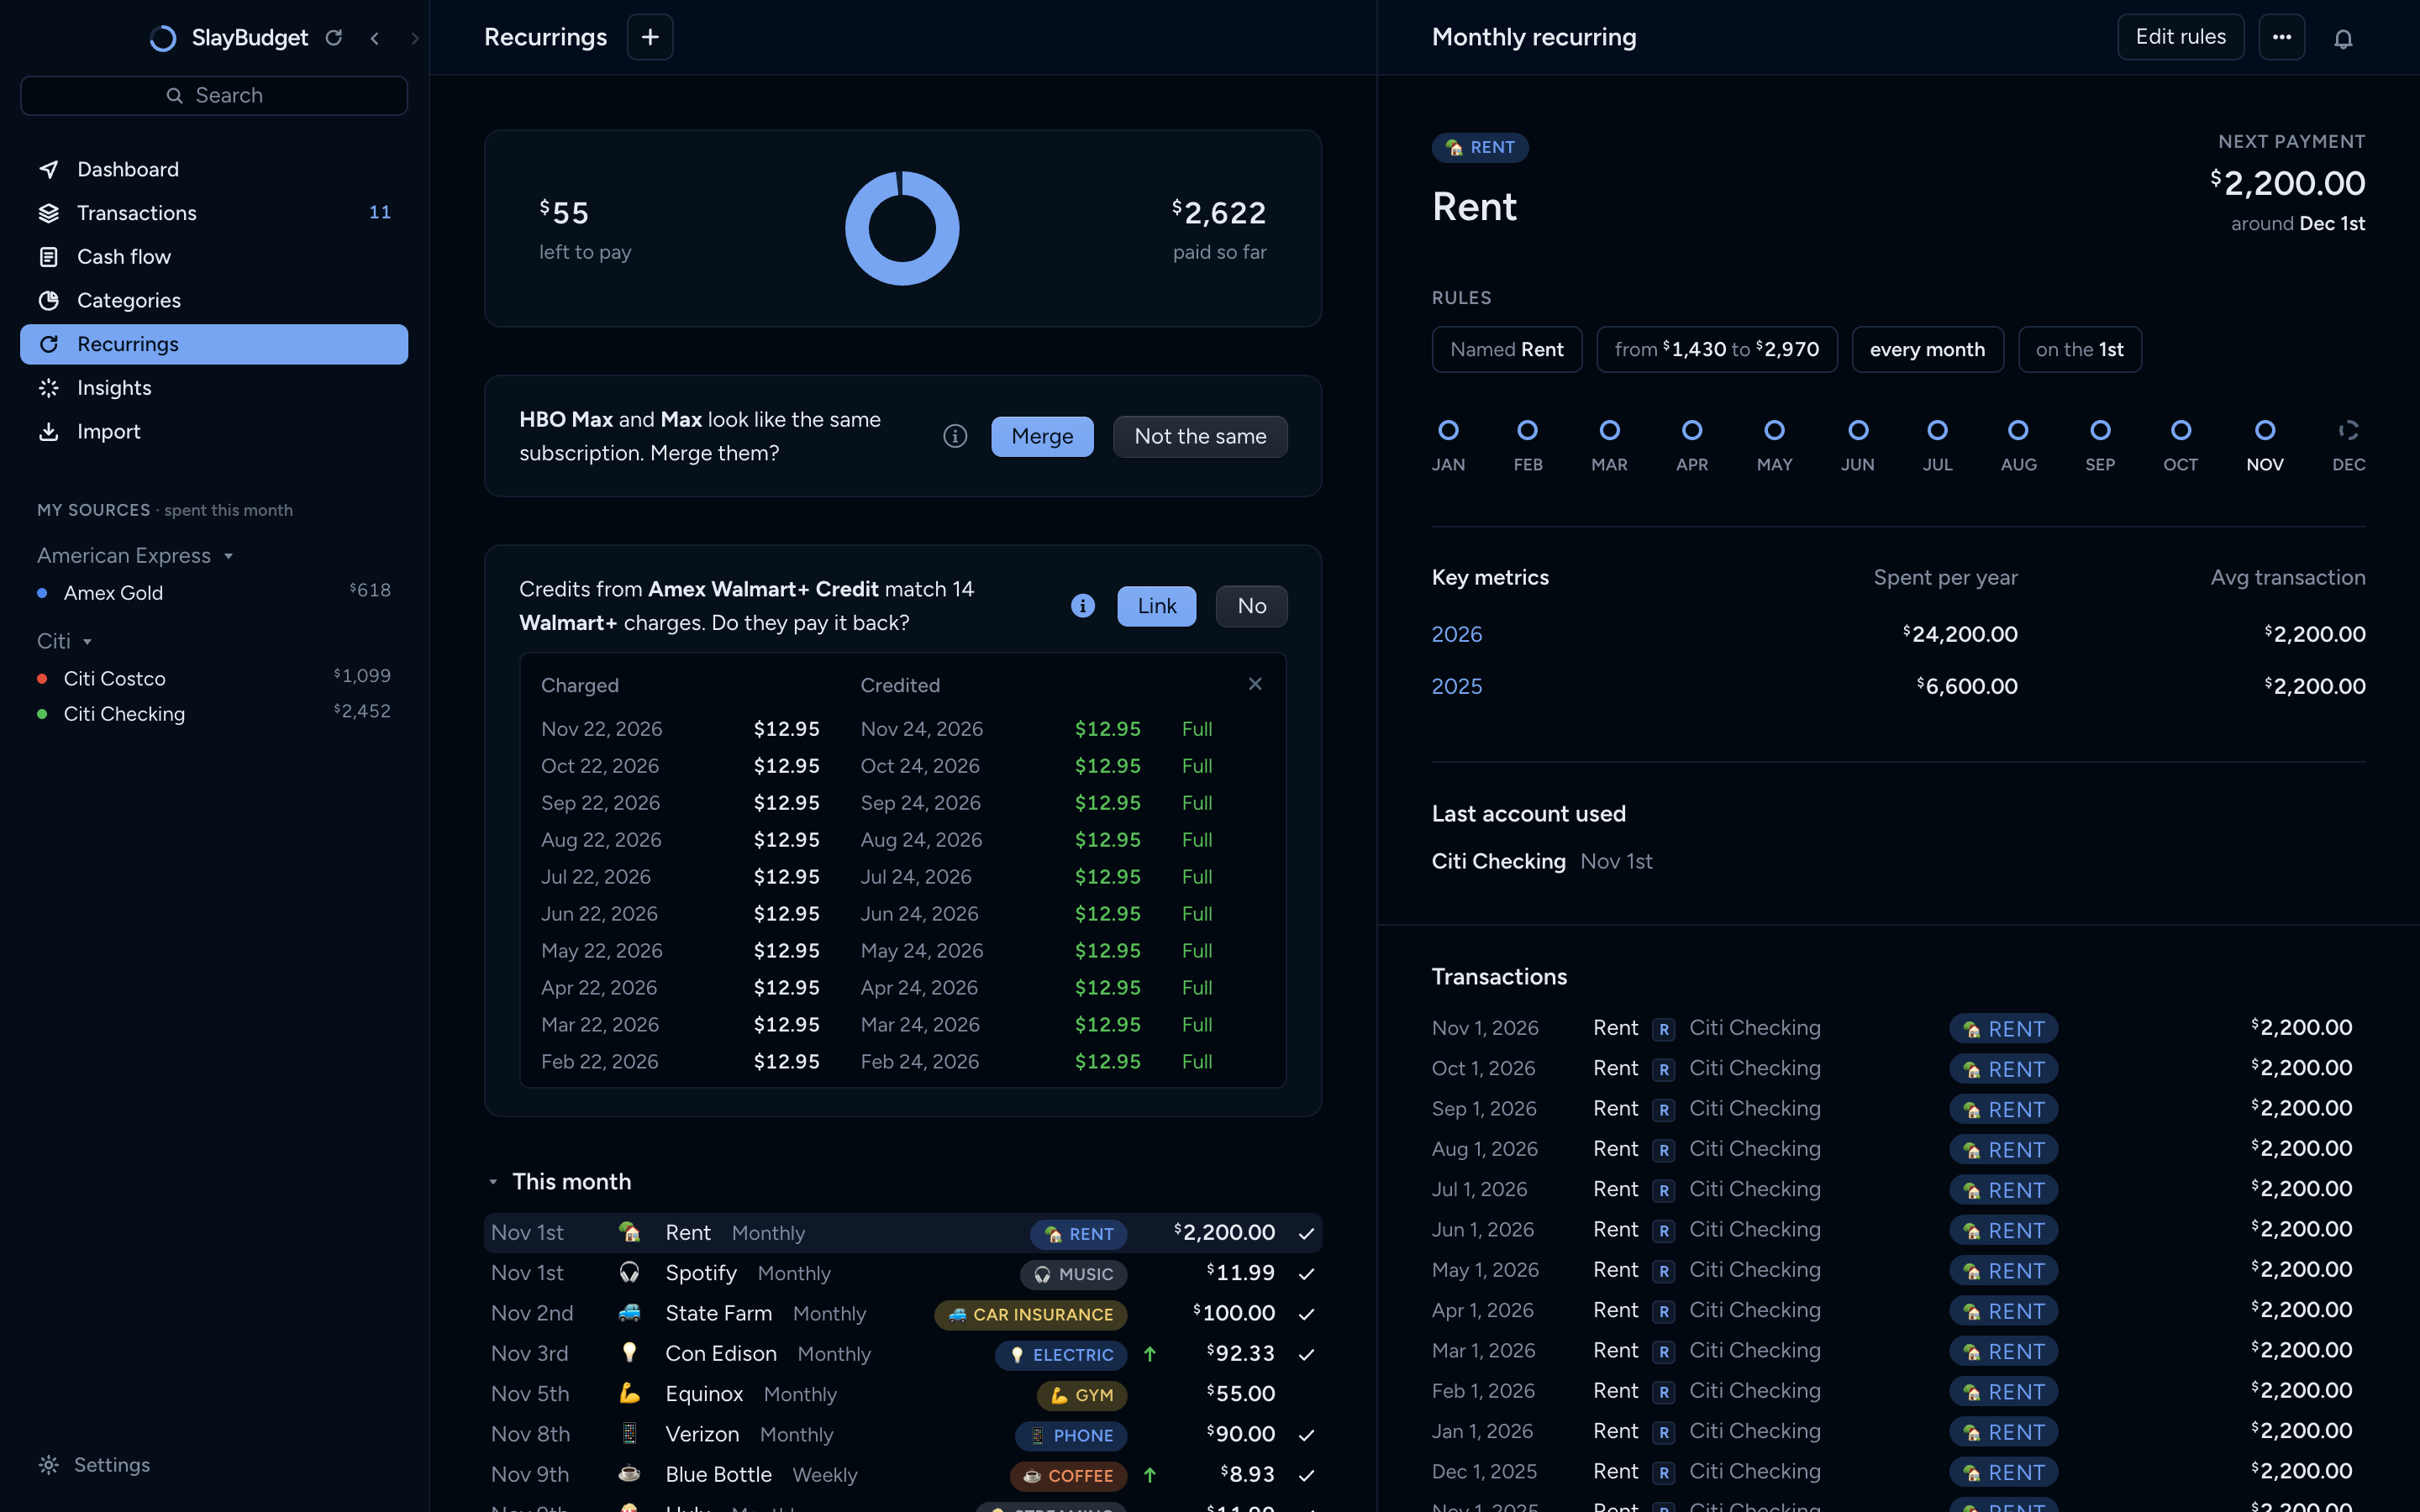 SlayBudget
Search
Dashboard
Transactions 11
Cash flow
Categories
Recurrings
Insights
Import
MY SOURCES · spent this month
American Express
Amex Gold $618
Citi
Citi Costco $1,099
Citi Checking $2,452
Settings
Recurrings
$55
left to pay
$2,622
paid so far
HBO Max and Max look like the same
subscription. Merge them?
Merge
Not the same
Credits from Amex Walmart+ Credit match 14
Walmart+ charges. Do they pay it back?
Link
No
Charged Credited
Nov 22, 2026 $12.95 Nov 24, 2026 $12.95 Full
Oct 22, 2026 $12.95 Oct 24, 2026 $12.95 Full
Sep 22, 2026 $12.95 Sep 24, 2026 $12.95 Full
Aug 22, 2026 $12.95 Aug 24, 2026 $12.95 Full
Jul 22, 2026 $12.95 Jul 24, 2026 $12.95 Full
Jun 22, 2026 $12.95 Jun 24, 2026 $12.95 Full
May 22, 2026 $12.95 May 24, 2026 $12.95 Full
Apr 22, 2026 $12.95 Apr 24, 2026 $12.95 Full
Mar 22, 2026 $12.95 Mar 24, 2026 $12.95 Full
Feb 22, 2026 $12.95 Feb 24, 2026 $12.95 Full
This month
Nov 1st Rent Monthly RENT $2,200.00
Nov 1st Spotify Monthly MUSIC $11.99
Nov 2nd State Farm Monthly CAR INSURANCE $100.00
Nov 3rd Con Edison Monthly ELECTRIC $92.33
Nov 5th Equinox Monthly GYM $55.00
Nov 8th Verizon Monthly PHONE $90.00
Nov 9th Blue Bottle Weekly COFFEE $8.93
Monthly recurring
Edit rules
RENT
Rent
NEXT PAYMENT
$2,200.00
around Dec 1st
RULES
Named Rent
from $1,430 to $2,970
every month
on the 1st
JAN FEB MAR APR MAY JUN JUL AUG SEP OCT NOV DEC
Key metrics Spent per year Avg transaction
2026 $24,200.00 $2,200.00
2025 $6,600.00 $2,200.00
Last account used
Citi Checking Nov 1st
Transactions
Nov 1, 2026 Rent R Citi Checking RENT $2,200.00
Oct 1, 2026 Rent R Citi Checking RENT $2,200.00
Sep 1, 2026 Rent R Citi Checking RENT $2,200.00
Aug 1, 2026 Rent R Citi Checking RENT $2,200.00
Jul 1, 2026 Rent R Citi Checking RENT $2,200.00
Jun 1, 2026 Rent R Citi Checking RENT $2,200.00
May 1, 2026 Rent R Citi Checking RENT $2,200.00
Apr 1, 2026 Rent R Citi Checking RENT $2,200.00
Mar 1, 2026 Rent R Citi Checking RENT $2,200.00
Feb 1, 2026 Rent R Citi Checking RENT $2,200.00
Jan 1, 2026 Rent R Citi Checking RENT $2,200.00
Dec 1, 2025 Rent R Citi Checking RENT $2,200.00